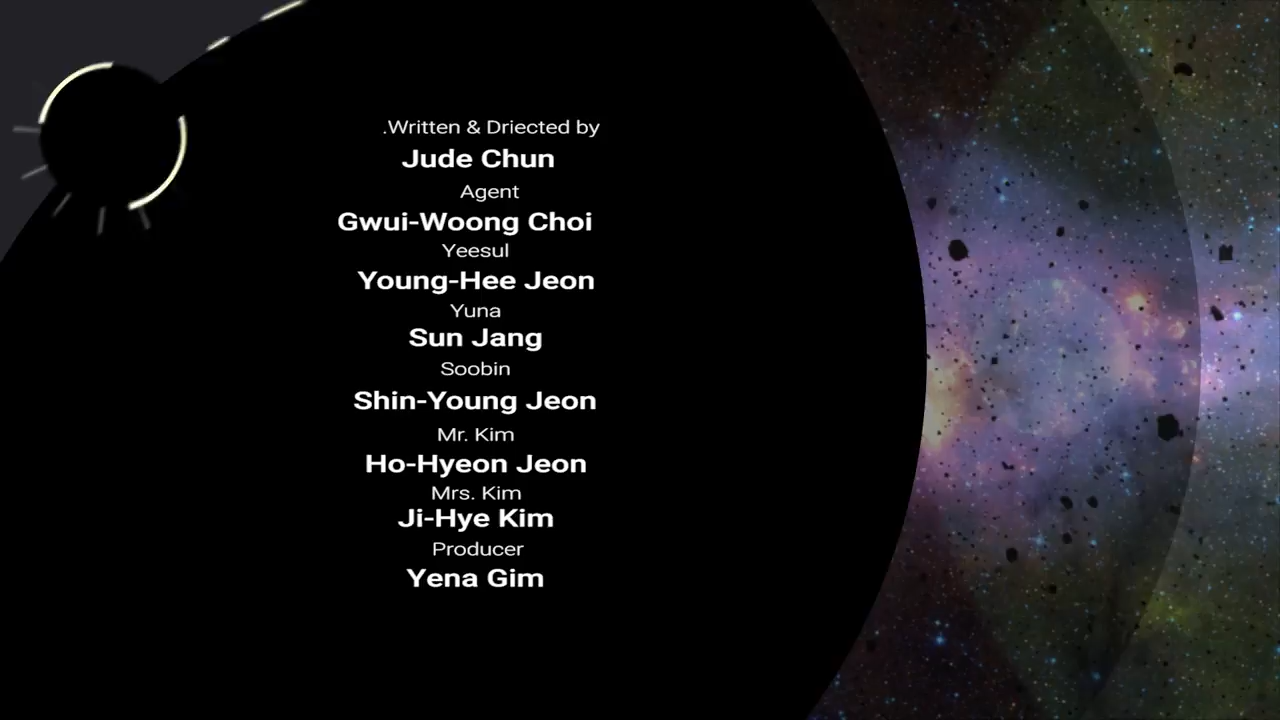 .Written & Driected by
Jude Chun
Agent
Gwui-Woong Choi
Yeesul
Young-Hee Jeon
Yuna
Sun Jang
Soobin
Shin-Young Jeon
Mr. Kim
Ho-Hyeon Jeon
Mrs. Kim
Ji-Hye Kim
Producer
Yena Gim